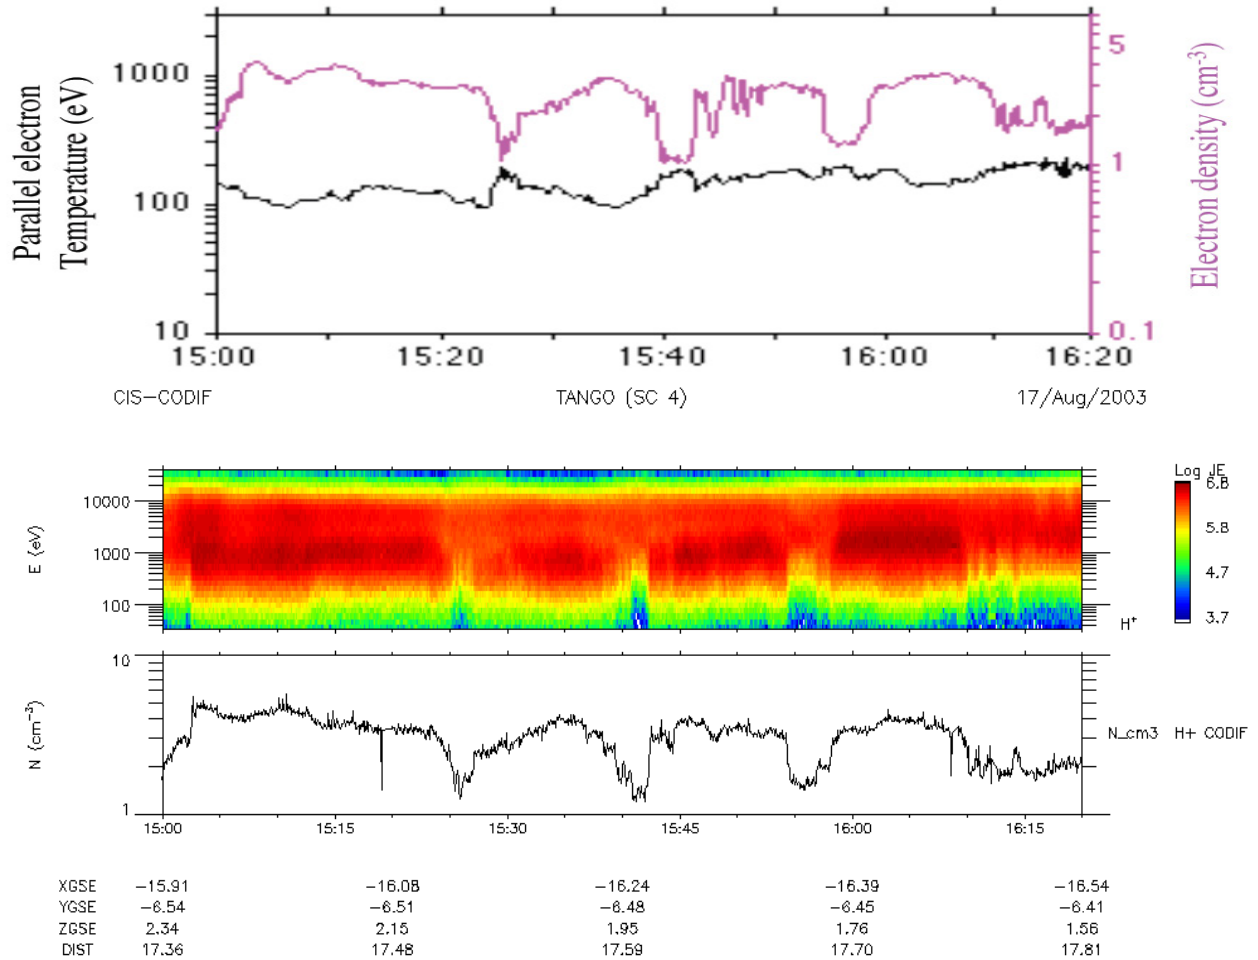 Parallel electron
Temperature (eV)
1000
100
10
5
1
0.1
Electron density (cm-3)
15:00 15:20 15:40 16:00 16:20
CIS-CODIF TANGO (SC 4) 17/Aug/2003
Log JE
E (eV)
10000
1000
100
6.8
5.8
4.7
3.7
H+
N (cm-3)
10
1
N_cm3 H+ CODIF
15:00 15:15 15:30 15:45 16:00 16:15
XGSE -15.91 -16.08 -16.24 -16.39 -16.54
YGSE -6.54 -6.51 -6.48 -6.45 -6.41
ZGSE 2.34 2.15 1.95 1.76 1.56
DIST 17.36 17.48 17.59 17.70 17.81